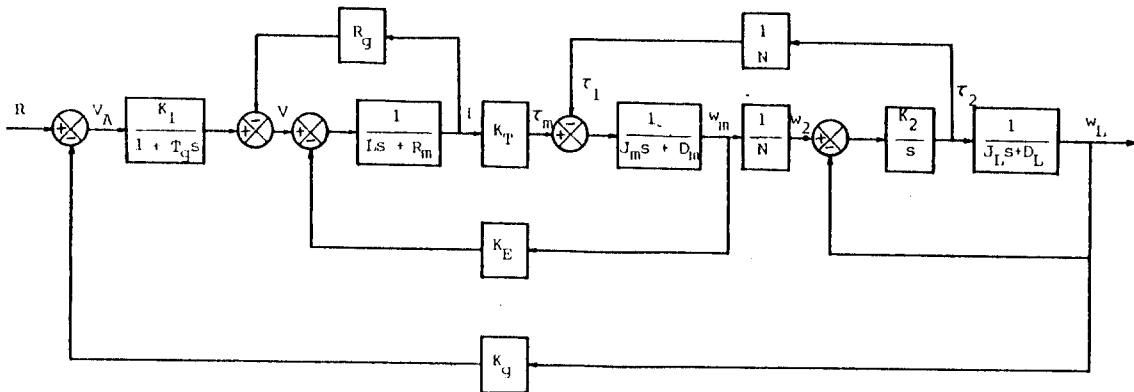 R_g
1
N
R
V_A
K_1
1 + T_g s
V
1
Ls + R_m
i
K_T
τ_m
τ_1
1
J_m s + D_m
w_m
1
N
w_2
K_2
s
τ_2
1
J_L s+D_L
w_L
K_E
K_g